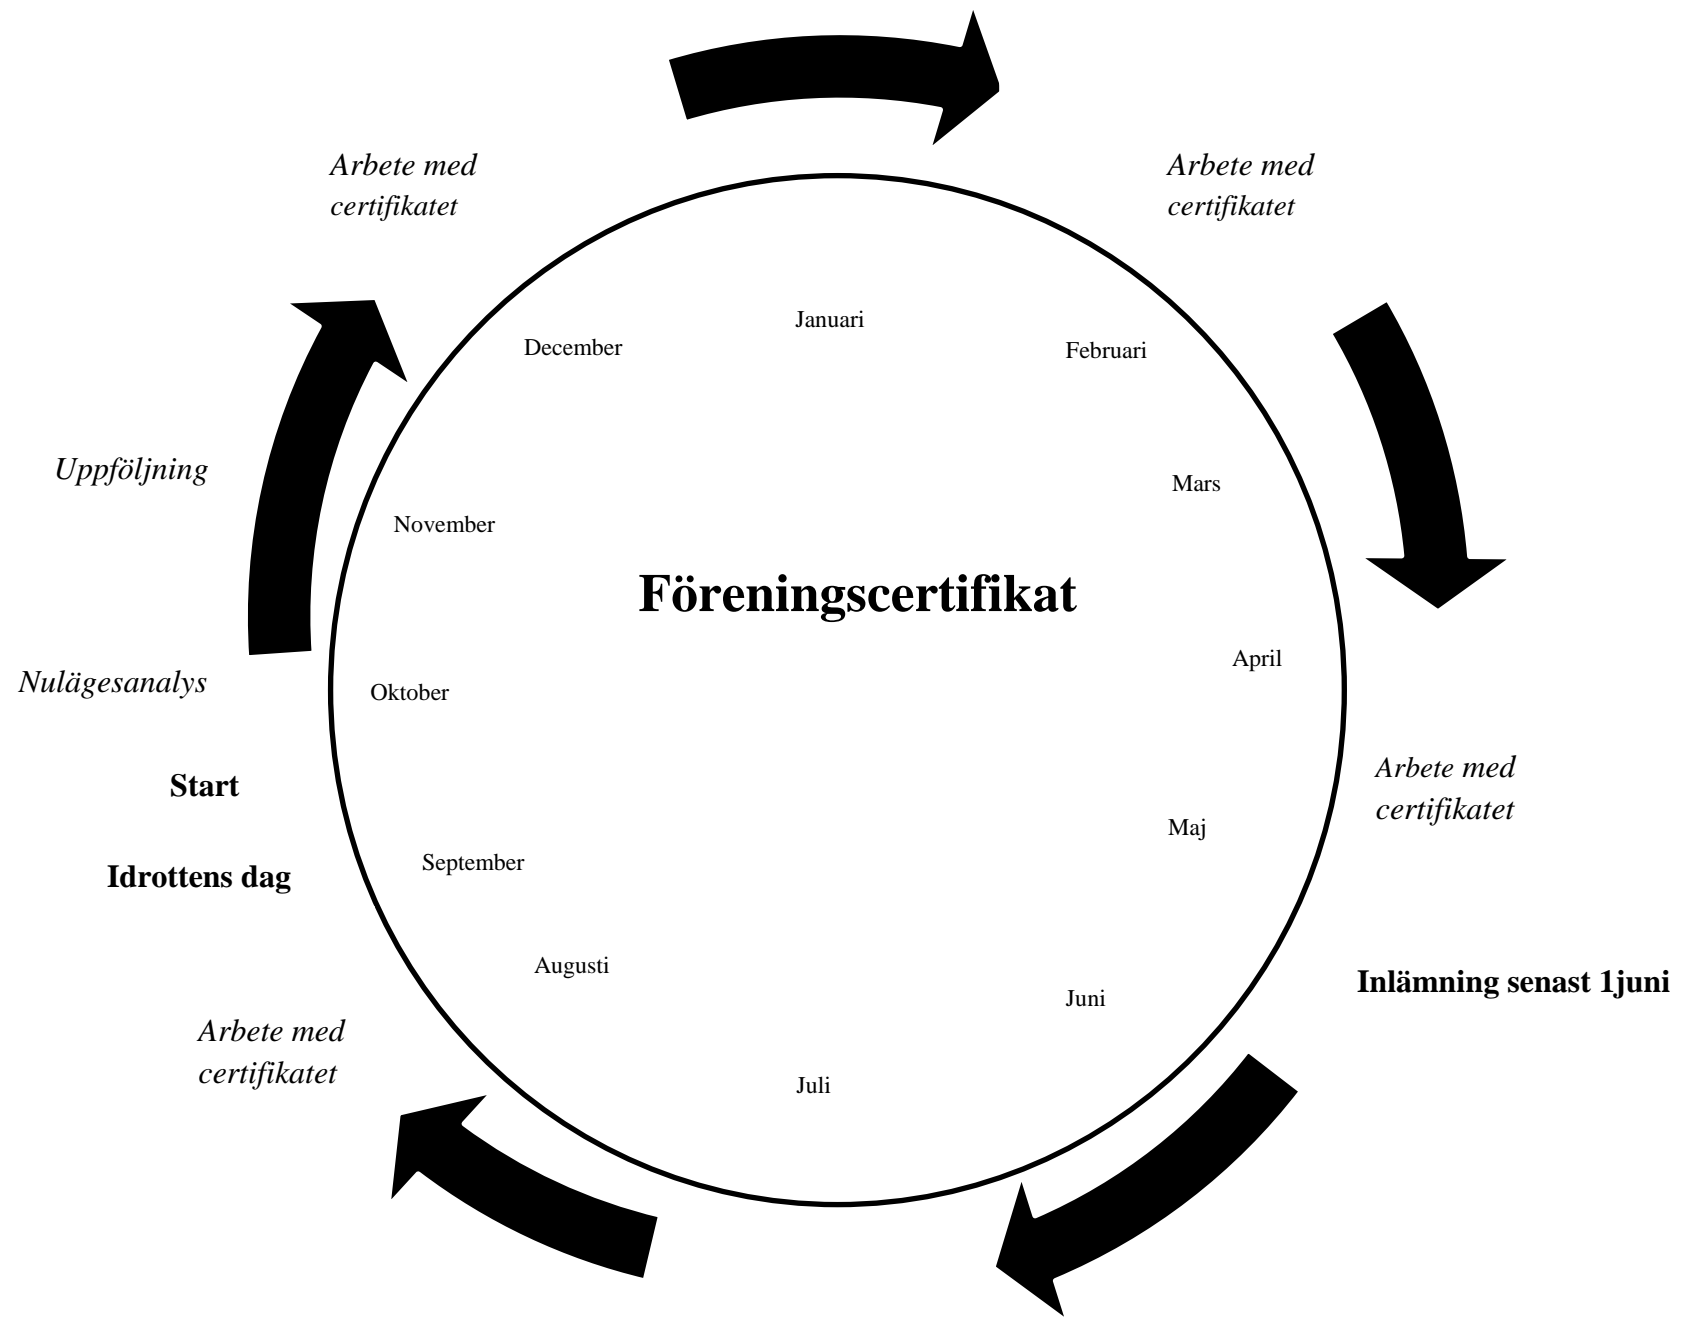 Arbete med
certifikatet
Arbete med
certifikatet
Januari
December
Februari
Uppföljning
Mars
November
Föreningscertifikat
April
Nulägesanalys
Oktober
Start
Arbete med
certifikatet
Maj
September
Idrottens dag
Augusti
Inlämning senast 1juni
Juni
Arbete med
certifikatet
Juli